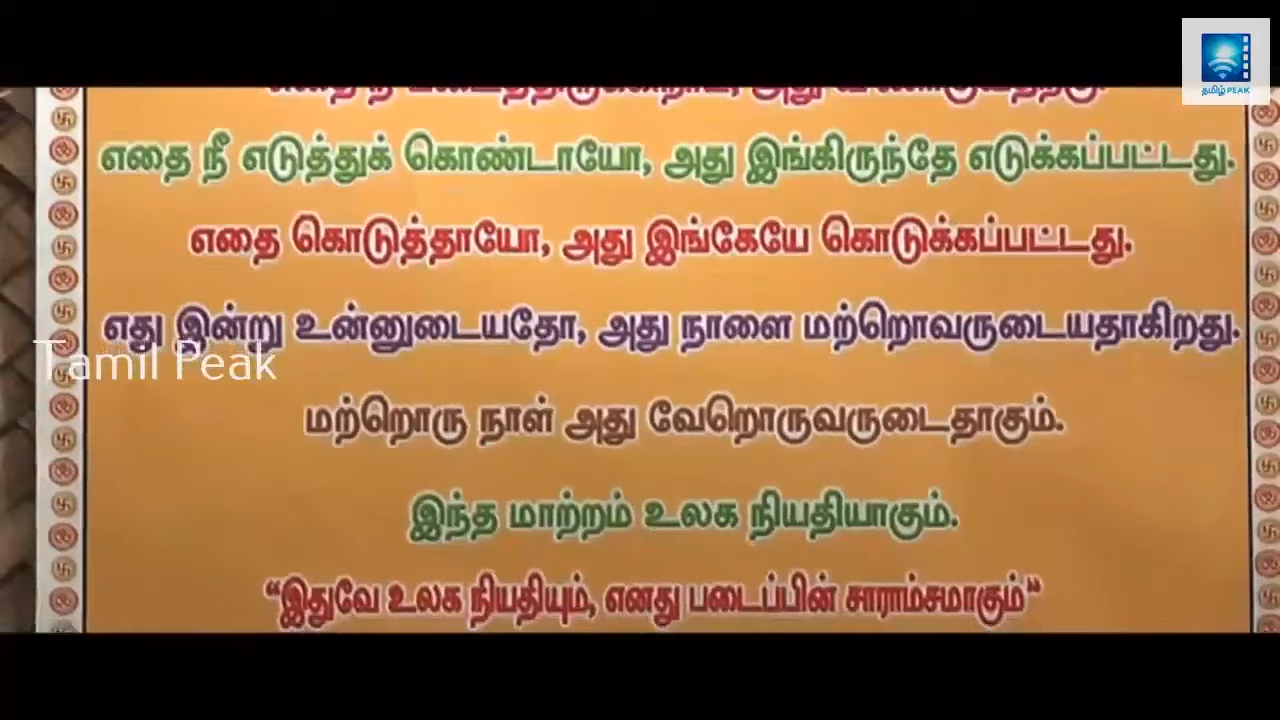 தமிழ் PEAK
எதை நீ எடுத்துக் கொண்டாயோ, அது இங்கிருந்தே எடுக்கப்பட்டது.
எதை கொடுத்தாயோ, அது இங்கேயே கொடுக்கப்பட்டது.
எது இன்று உன்னுடையதோ, அது நாளை மற்றொவருடையதாகிறது.
Tamil Peak
மற்றொரு நாள் அது வேறொருவருடைதாகும்.
இந்த மாற்றம் உலக நியதியாகும்.
“இதுவே உலக நியதியும், எனது படைப்பின் சாராம்சமாகும்”